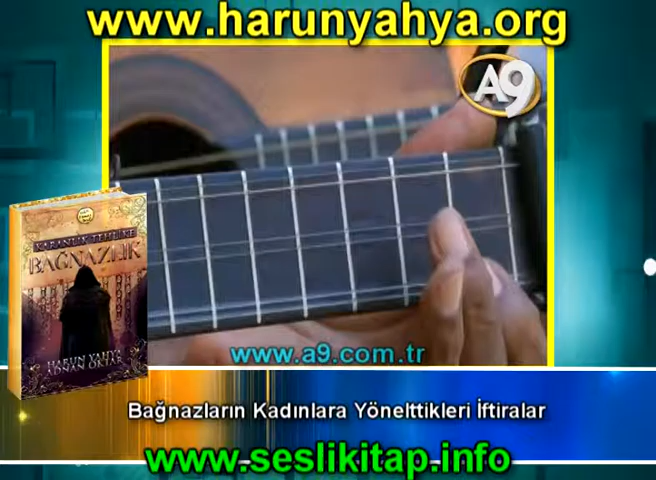 www.harunyahya.org
A9
KARANLIK TEHLİKE
BAĞNAZLIK
HARUN YAHYA
ADNAN OKTAR
www.a9.com.tr
Bağnazların Kadınlara Yönelttikleri İftiralar
www.seslikitap.info